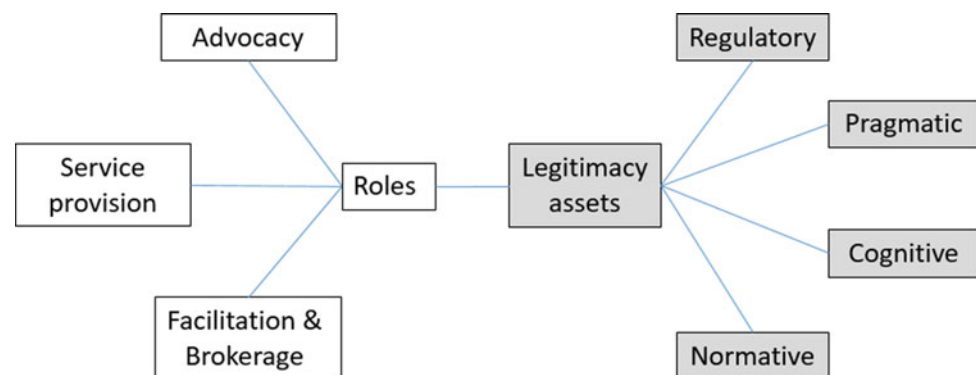 Advocacy
Service
provision
Facilitation &
Brokerage
Roles
Legitimacy
assets
Regulatory
Pragmatic
Cognitive
Normative